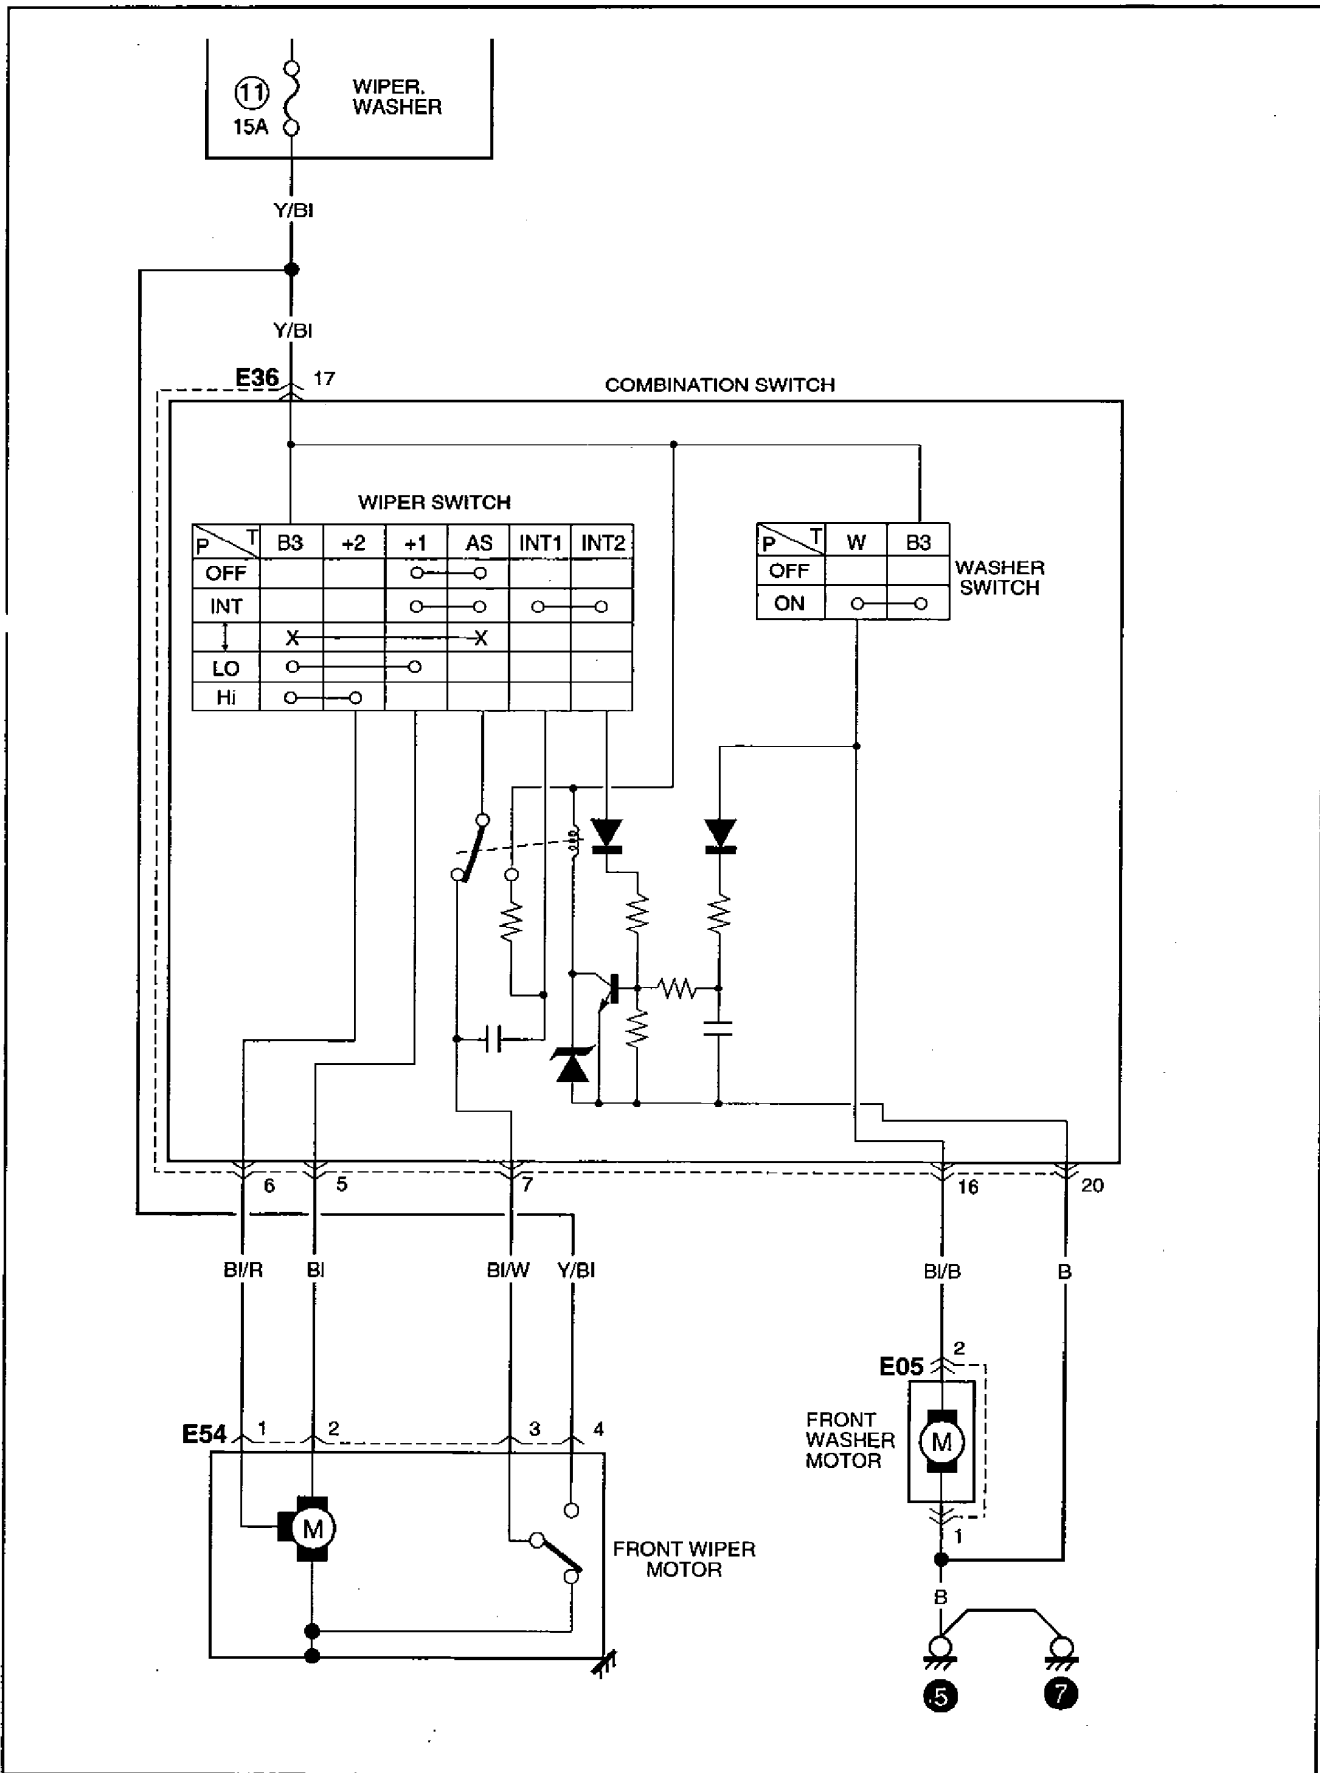 11
15A
WIPER.
WASHER
Y/Bl
Y/Bl
E36
17
COMBINATION SWITCH
WIPER SWITCH
P T B3 +2 +1 AS INT1 INT2
OFF
INT
X X
LO
Hi
P T W B3
OFF
ON
WASHER
SWITCH
6 5 7 16 20
Bl/R Bl Bl/W Y/Bl Bl/B B
E05
2
E54
1 2 3 4
M
FRONT WIPER
MOTOR
FRONT
WASHER
MOTOR
M
1
B
5 7